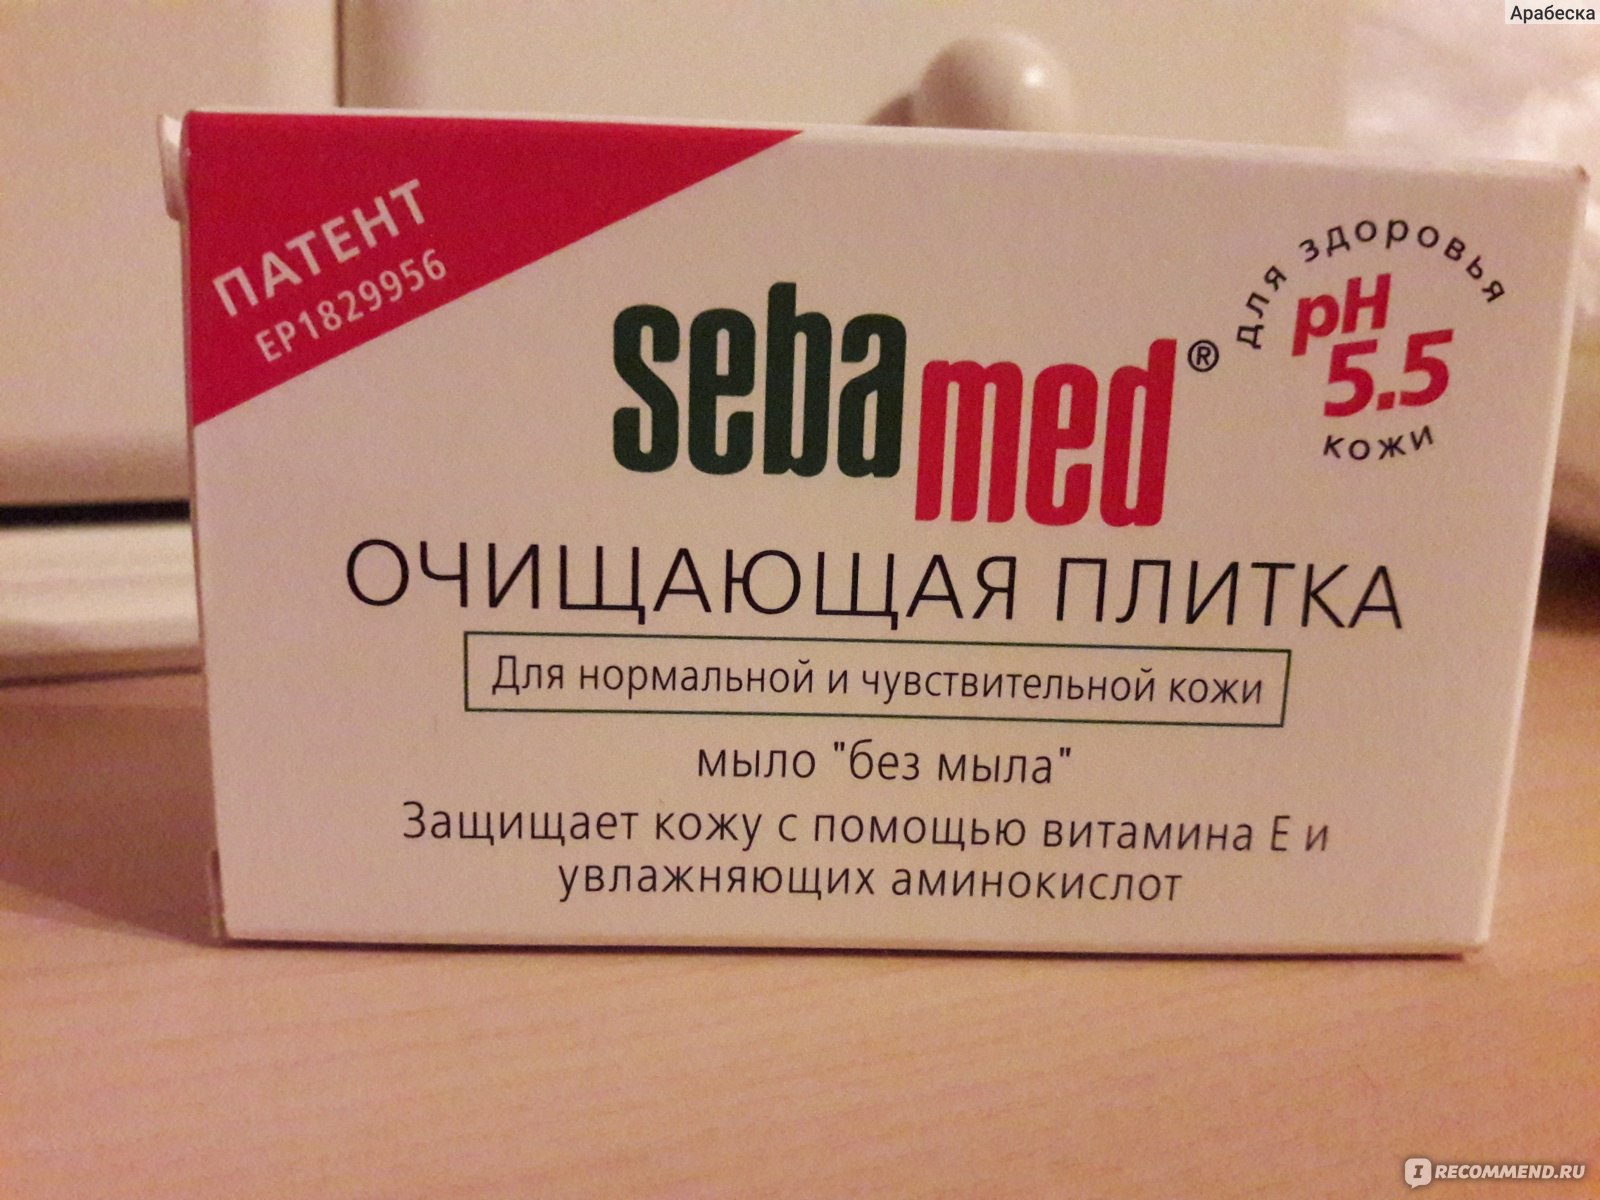 Арабеска
ПАТЕНТ
EP1829956
sebamed®
для здоровья
pH
5.5
кожи
ОЧИЩАЮЩАЯ ПЛИТКА
Для нормальной и чувствительной кожи
мыло "без мыла"
Защищает кожу с помощью витамина Е и
увлажняющих аминокислот
IRECOMMEND.RU